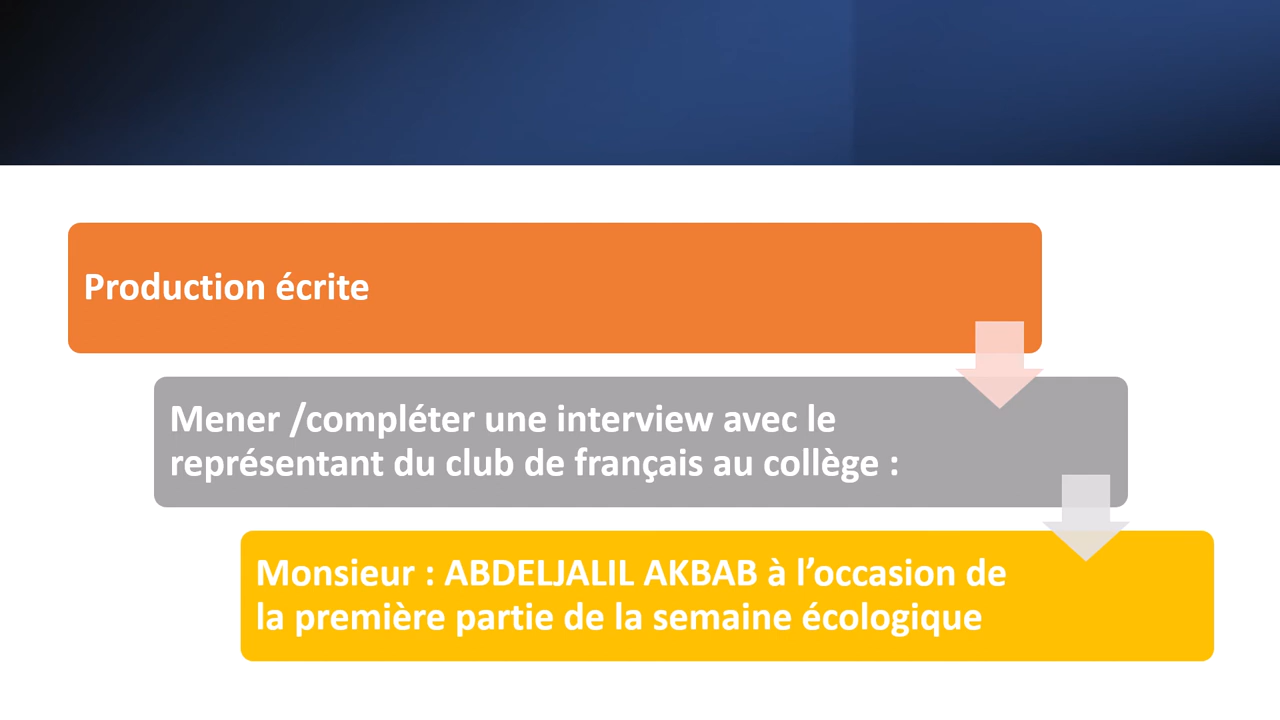 Production écrite
Mener /compléter une interview avec le
représentant du club de français au collège :
Monsieur : ABDELJALIL AKBAB à l’occasion de
la première partie de la semaine écologique